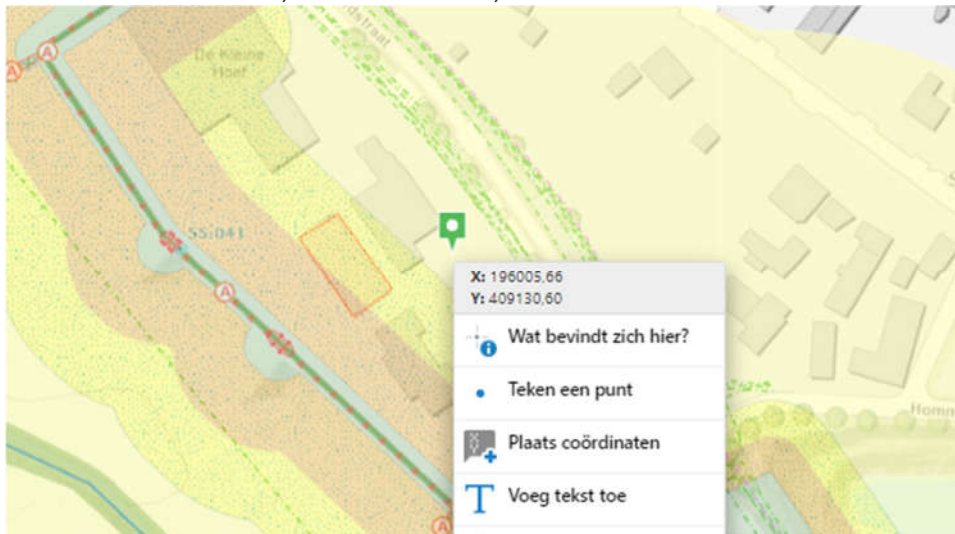 De Kleine
Hoef
A
A
55.041
A
A
X: 196005,66
Y: 409130,60
Wat bevindt zich hier?
Teken een punt
Plaats coördinaten
T Voeg tekst toe